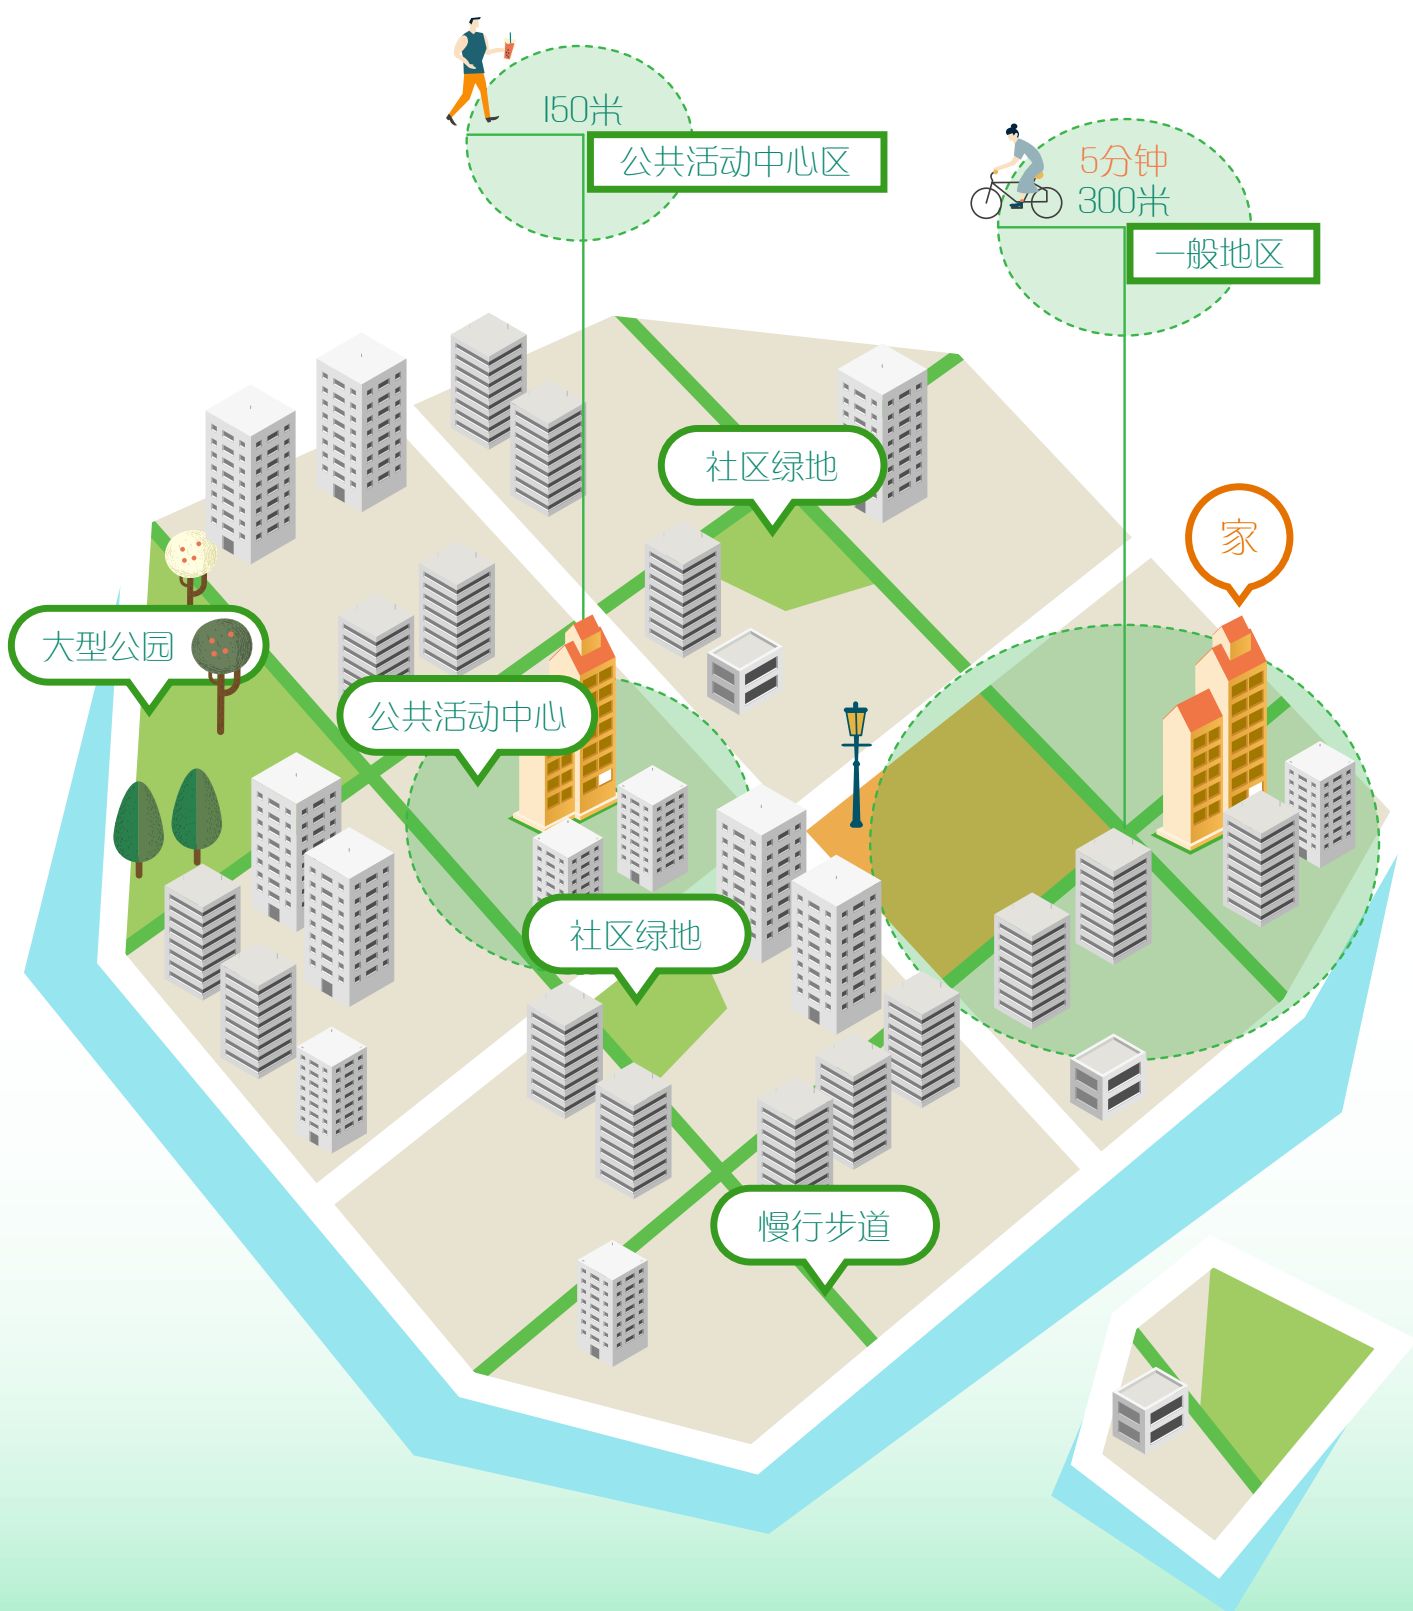 150米
公共活动中心区
5分钟
300米
一般地区
社区绿地
家
大型公园
公共活动中心
社区绿地
慢行步道